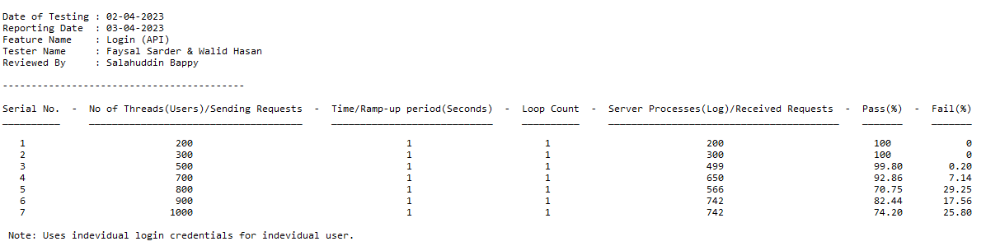 Date of Testing : 02-04-2023
Reporting Date  : 03-04-2023
Feature Name    : Login (API)
Tester Name     : Faysal Sarder & Walid Hasan
Reviewed By     : Salahuddin Bappy
------------------------------------------
Serial No.  -  No of Threads(Users)/Sending Requests  -  Time/Ramp-up period(Seconds)  -  Loop Count  -  Server Processes(Log)/Received Requests  -  Pass(%)  -  Fail(%)
1  200  1  1  200  100  0
2  300  1  1  300  100  0
3  500  1  1  499  99.80  0.20
4  700  1  1  650  92.86  7.14
5  800  1  1  566  70.75  29.25
6  900  1  1  742  82.44  17.56
7  1000  1  1  742  74.20  25.80
Note: Uses indevidual login credentials for indevidual user.